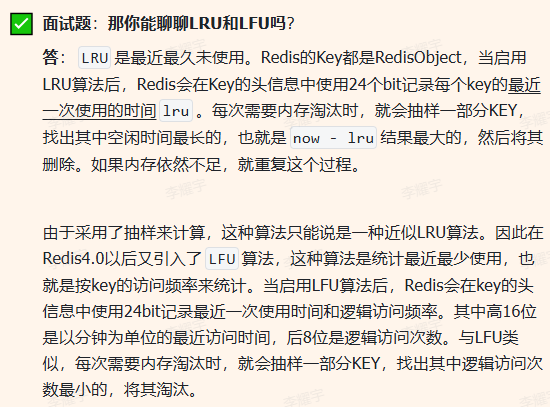 面试题：那你能聊聊LRU和LFU吗?
答：LRU是最近最久未使用。Redis的Key都是RedisObject，当启用
LRU算法后，Redis会在Key的头信息中使用24个bit记录每个key的最近
一次使用的时间lru。每次需要内存淘汰时，就会抽样一部分KEY，
找出其中空闲时间最长的，也就是now - lru结果最大的，然后将其
删除。如果内存依然不足，就重复这个过程。
由于采用了抽样来计算，这种算法只能说是一种近似LRU算法。因此在
Redis4.0以后又引入了LFU算法，这种算法是统计最近最少使用，也
就是按key的访问频率来统计。当启用LFU算法后，Redis会在key的头
信息中使用24bit记录最近一次使用时间和逻辑访问频率。其中高16位
是以分钟为单位的最近访问时间，后8位是逻辑访问次数。与LFU类
似，每次需要内存淘汰时，就会抽样一部分KEY，找出其中逻辑访问次
数最小的，将其淘汰。